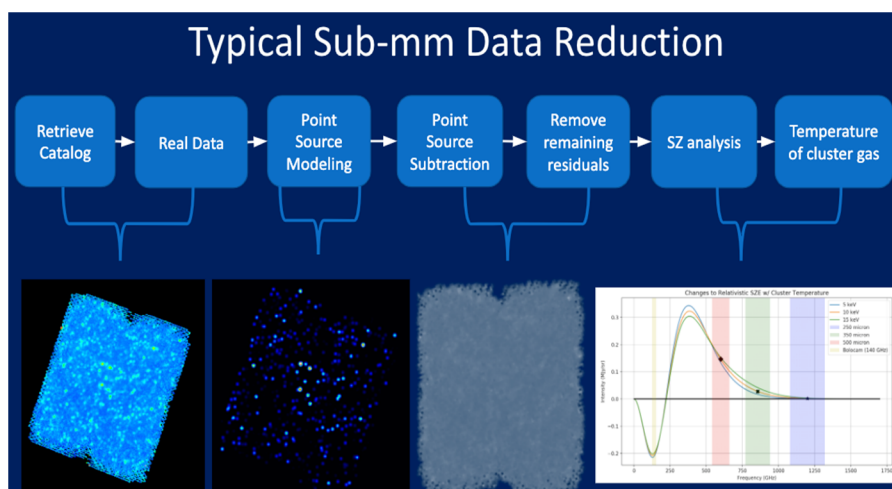 Typical Sub-mm Data Reduction
Retrieve
Catalog
Real Data
Point
Source
Modeling
Point
Source
Subtraction
Remove
remaining
residuals
SZ analysis
Temperature
of cluster gas
Changes to Relativistic SZE w/ Cluster Temperature
5 keV
10 keV
15 keV
250 micron
350 micron
500 micron
Bolocam (140 GHz)
Intensity (MJy/sr)
0.3
0.2
0.1
0.0
-0.1
-0.2
0
250
500
750
1000
1250
1500
1750
Frequency (GHz)